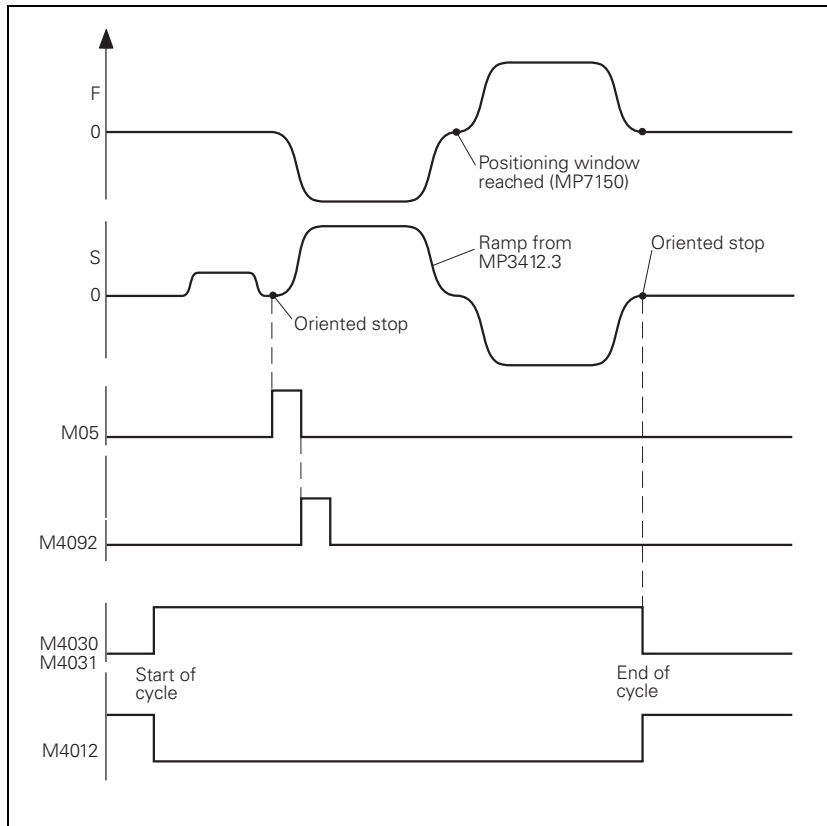 F
0
Positioning window
reached (MP7150)
S
0
Ramp from
MP3412.3
Oriented stop
Oriented stop
M05
M4092
M4030
M4031
Start of
cycle
End of
cycle
M4012